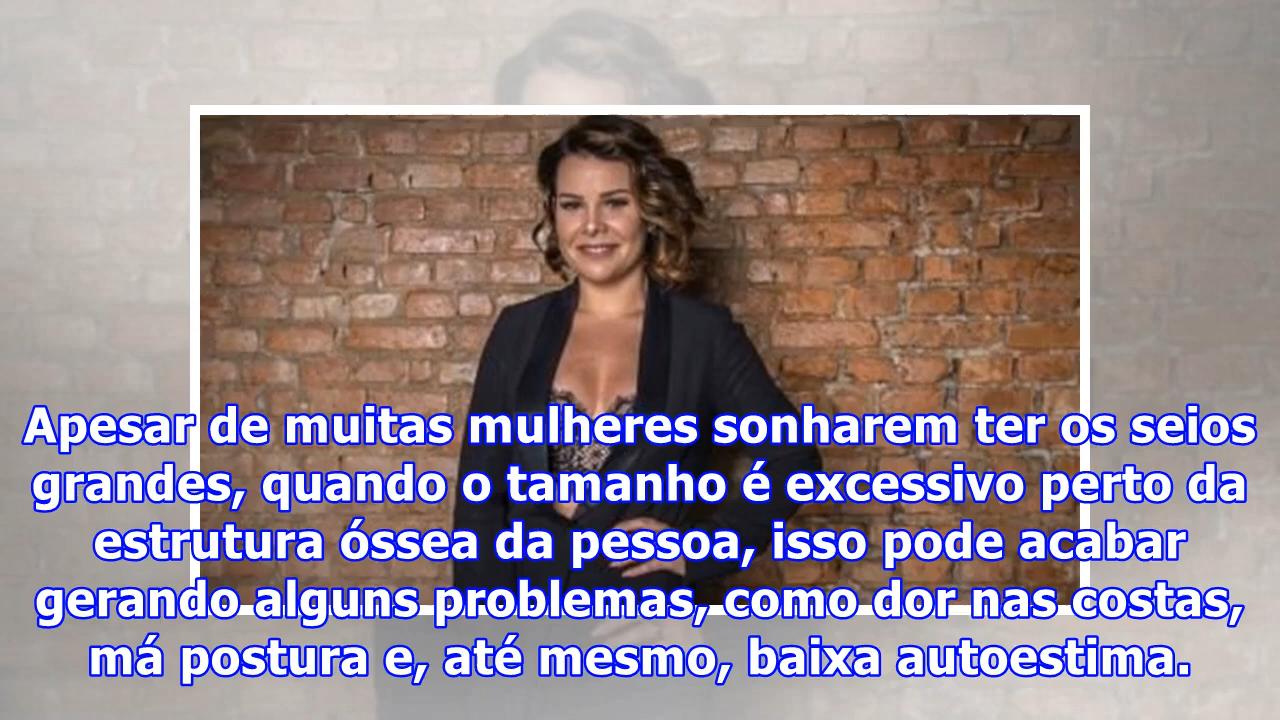 Apesar de muitas mulheres sonharem ter os seios
grandes, quando o tamanho é excessivo perto da
estrutura óssea da pessoa, isso pode acabar
gerando alguns problemas, como dor nas costas,
má postura e, até mesmo, baixa autoestima.